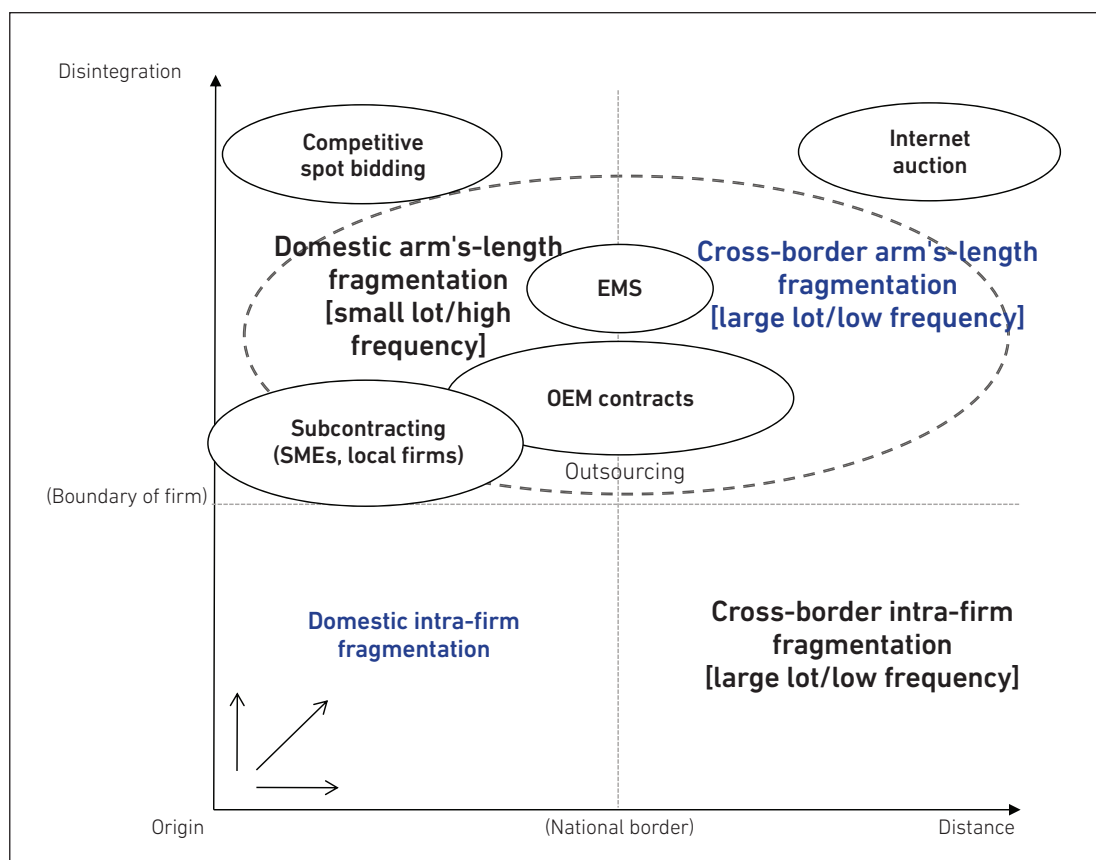 Disintegration
Competitive
spot bidding
Internet
auction
Domestic arm's-length
fragmentation
[small lot/high
frequency]
EMS
Cross-border arm's-length
fragmentation
[large lot/low frequency]
OEM contracts
Subcontracting
(SMEs, local firms)
Outsourcing
(Boundary of firm)
Domestic intra-firm
fragmentation
Cross-border intra-firm
fragmentation
[large lot/low frequency]
Origin
(National border)
Distance